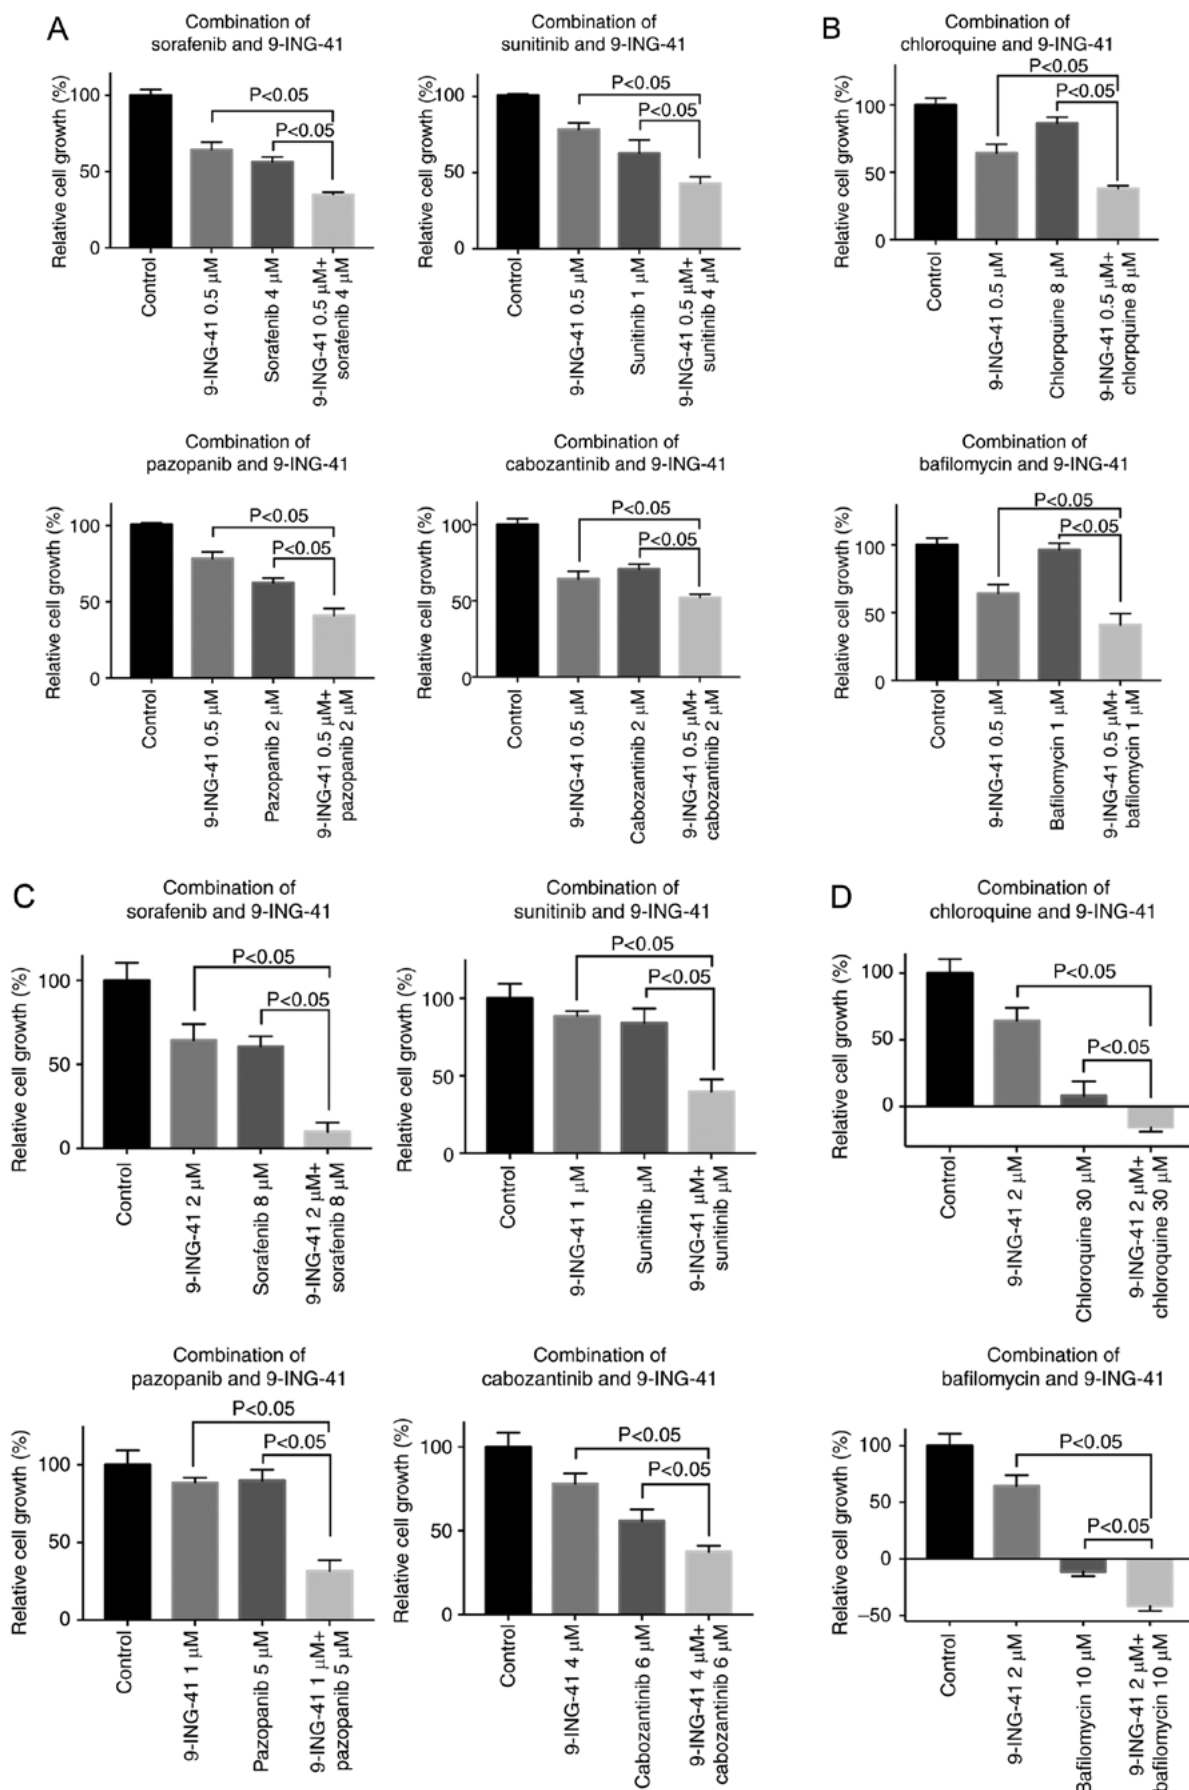 A
Combination of
sorafenib and 9-ING-41
Relative cell growth (%)
100
50
0
P<0.05
P<0.05
Control
9-ING-41 0.5 μM
Sorafenib 4 μM
9-ING-41 0.5 μM+
sorafenib 4 μM
Combination of
sunitinib and 9-ING-41
Relative cell growth (%)
100
50
0
P<0.05
P<0.05
Control
9-ING-41 0.5 μM
Sunitinib 1 μM
9-ING-41 0.5 μM+
sunitinib 4 μM
B
Combination of
chloroquine and 9-ING-41
Relative cell growth (%)
100
50
0
P<0.05
P<0.05
Control
9-ING-41 0.5 μM
Chlorpquine 8 μM
9-ING-41 0.5 μM+
chlorpquine 8 μM
Combination of
pazopanib and 9-ING-41
Relative cell growth (%)
100
50
0
P<0.05
P<0.05
Control
9-ING-41 0.5 μM
Pazopanib 2 μM
9-ING-41 0.5 μM+
pazopanib 2 μM
Combination of
cabozantinib and 9-ING-41
Relative cell growth (%)
100
50
0
P<0.05
P<0.05
Control
9-ING-41 0.5 μM
Cabozantinib 2 μM
9-ING-41 0.5 μM+
cabozantinib 2 μM
Combination of
bafilomycin and 9-ING-41
Relative cell growth (%)
100
50
0
P<0.05
P<0.05
Control
9-ING-41 0.5 μM
Bafilomycin 1 μM
9-ING-41 0.5 μM+
bafilomycin 1 μM
C
Combination of
sorafenib and 9-ING-41
Relative cell growth (%)
100
50
0
P<0.05
P<0.05
Control
9-ING-41 2 μM
Sorafenib 8 μM
9-ING-41 2 μM+
sorafenib 8 μM
Combination of
sunitinib and 9-ING-41
Relative cell growth (%)
100
50
0
P<0.05
P<0.05
Control
9-ING-41 1 μM
Sunitinib μM
9-ING-41 μM+
sunitinib μM
D
Combination of
chloroquine and 9-ING-41
Relative cell growth (%)
100
50
0
P<0.05
P<0.05
Control
9-ING-41 2 μM
Chloroquine 30 μM
9-ING-41 2 μM+
chloroquine 30 μM
Combination of
pazopanib and 9-ING-41
Relative cell growth (%)
100
50
0
P<0.05
P<0.05
Control
9-ING-41 1 μM
Pazopanib 5 μM
9-ING-41 1 μM+
pazopanib 5 μM
Combination of
cabozantinib and 9-ING-41
Relative cell growth (%)
100
50
0
P<0.05
P<0.05
Control
9-ING-41 4 μM
Cabozantinib 6 μM
9-ING-41 4 μM+
cabozantinib 6 μM
Combination of
bafilomycin and 9-ING-41
Relative cell growth (%)
100
50
0
−50
P<0.05
P<0.05
Control
9-ING-41 2 μM
Bafilomycin 10 μM
9-ING-41 2 μM+
bafilomycin 10 μM